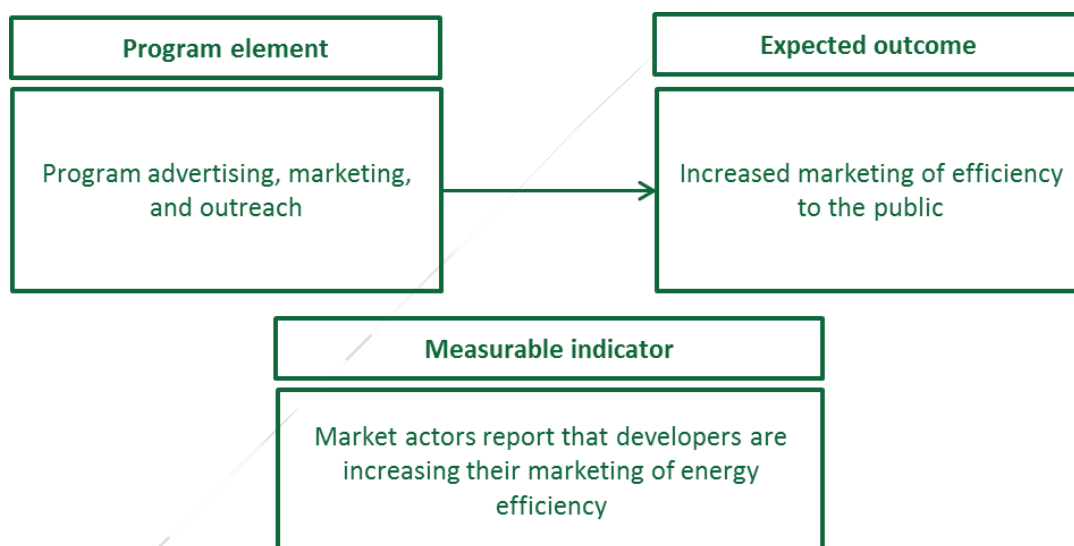 Program element
Expected outcome
Program advertising, marketing,
and outreach
Increased marketing of efficiency
to the public
Measurable indicator
Market actors report that developers are
increasing their marketing of energy
efficiency